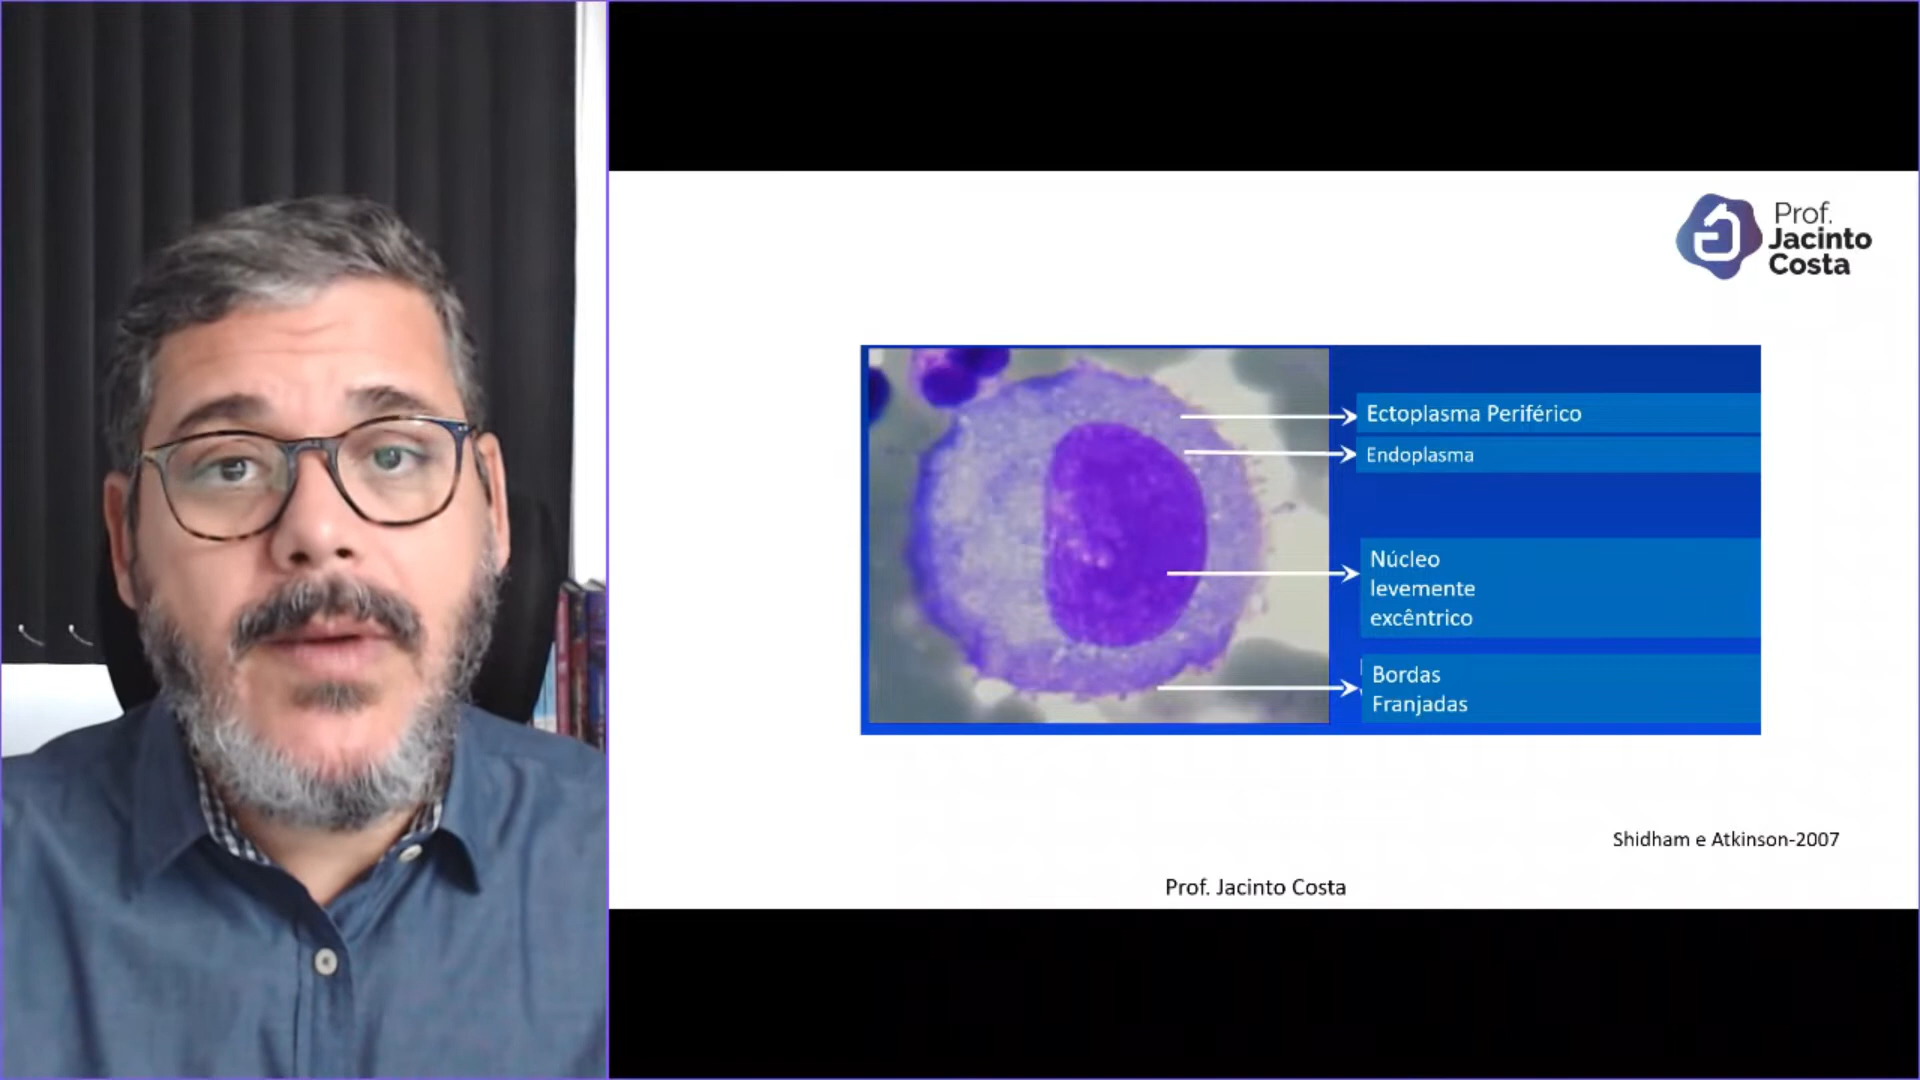 Prof.
Jacinto
Costa
Ectoplasma Periférico
Endoplasma
Núcleo
levemente
excêntrico
Bordas
Franjadas
Shidham e Atkinson-2007
Prof. Jacinto Costa